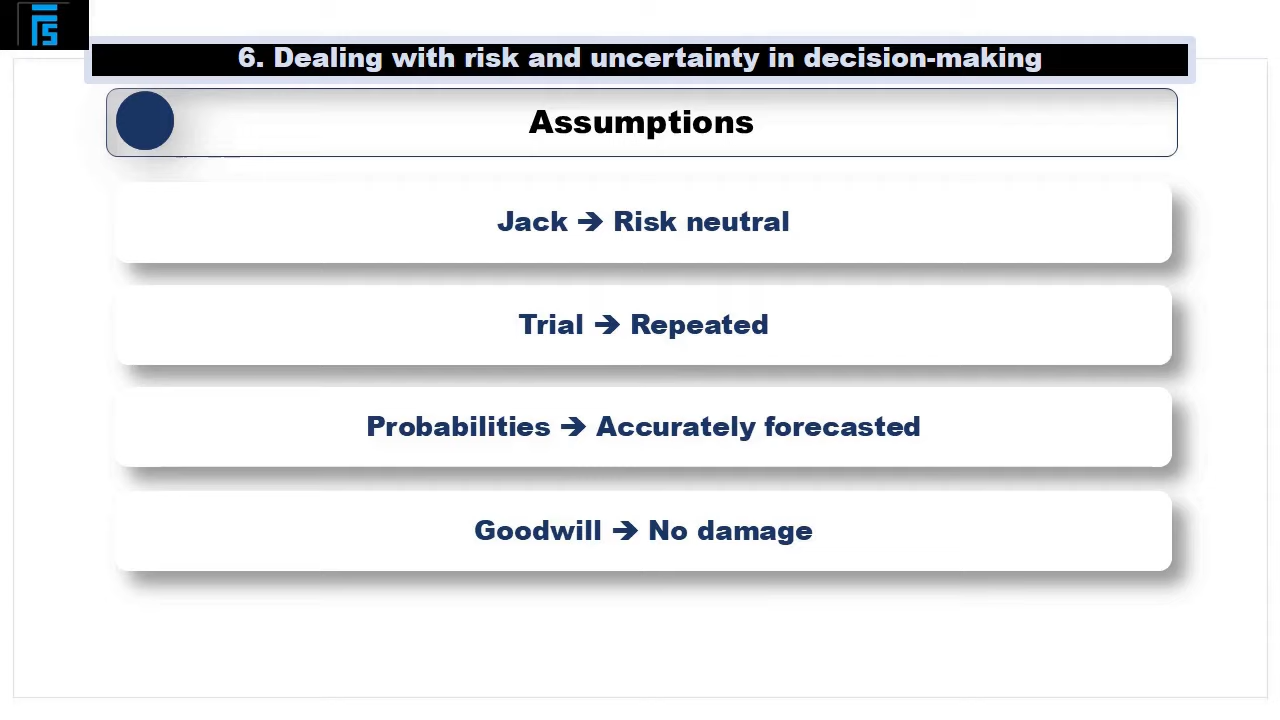 6. Dealing with risk and uncertainty in decision-making
Assumptions
Jack ➔ Risk neutral
Trial ➔ Repeated
Probabilities ➔ Accurately forecasted
Goodwill ➔ No damage